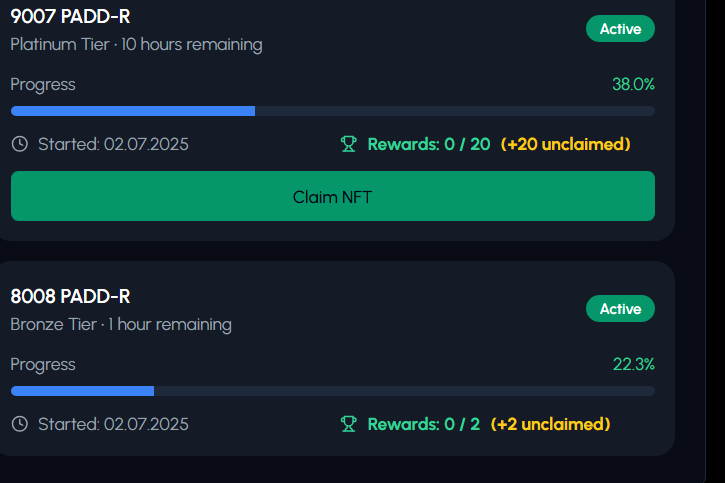 9007 PADD-R
Active
Platinum Tier · 10 hours remaining
Progress 38.0%
Started: 02.07.2025 Rewards: 0 / 20 (+20 unclaimed)
Claim NFT
8008 PADD-R
Active
Bronze Tier · 1 hour remaining
Progress 22.3%
Started: 02.07.2025 Rewards: 0 / 2 (+2 unclaimed)